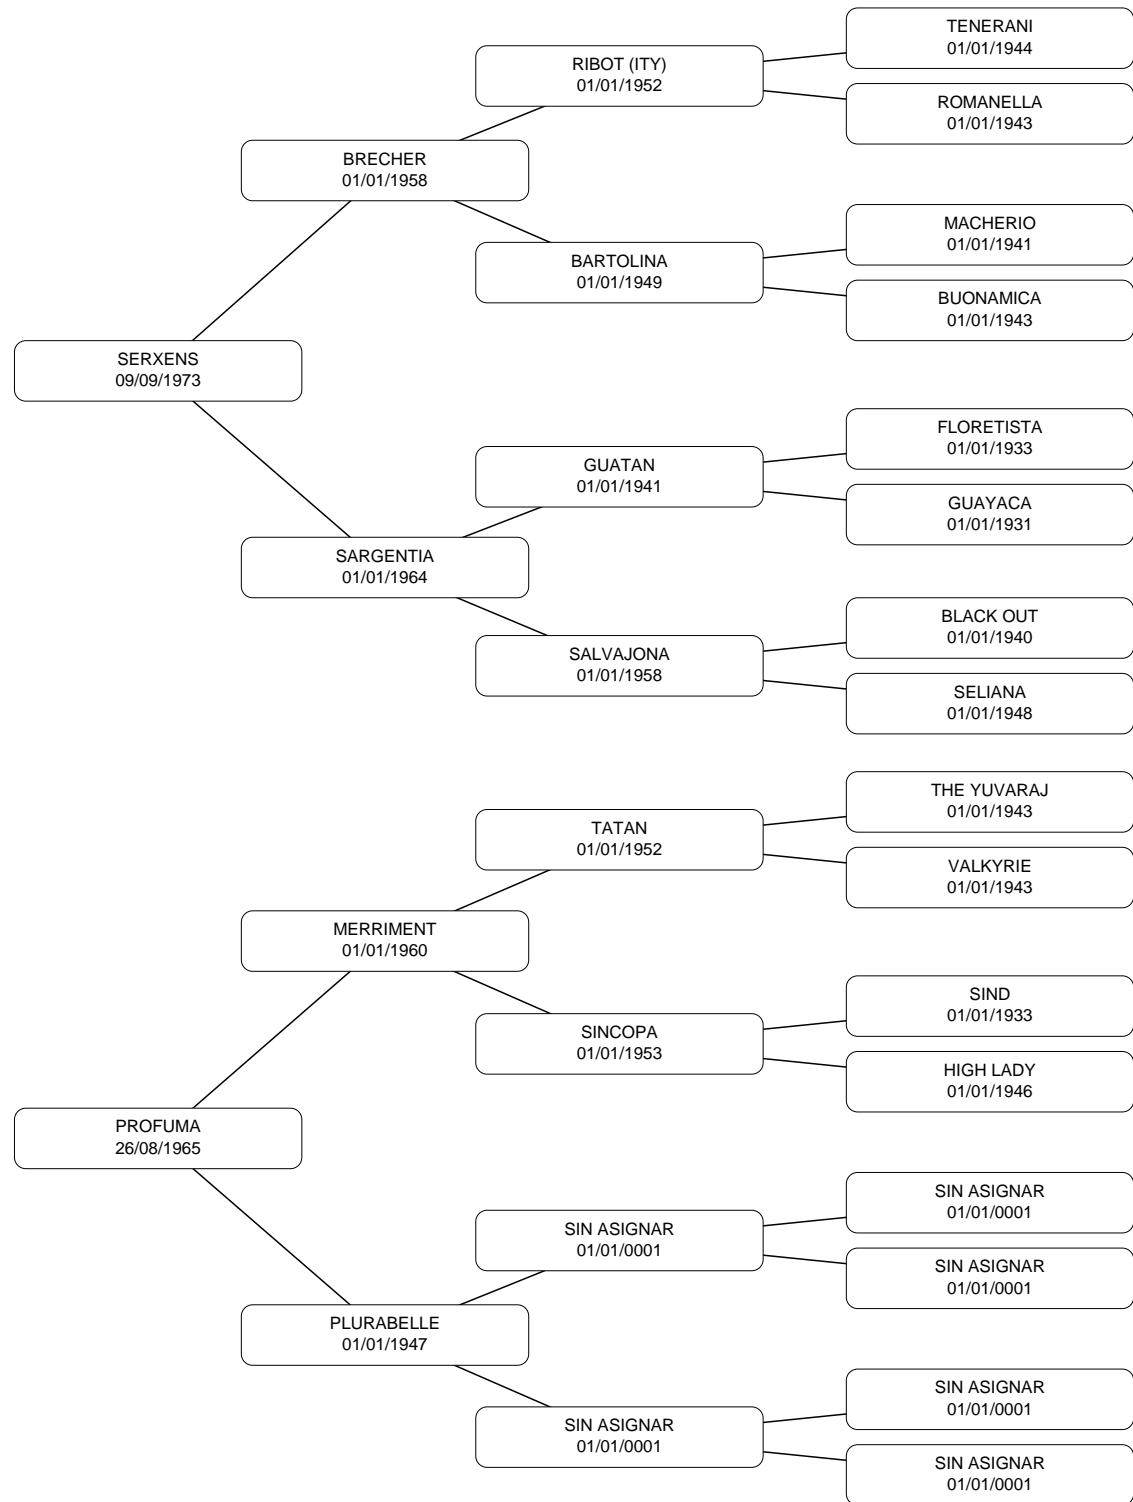 TENERANI
01/01/1944
RIBOT (ITY)
01/01/1952
ROMANELLA
01/01/1943
BRECHER
01/01/1958
MACHERIO
01/01/1941
BARTOLINA
01/01/1949
BUONAMICA
01/01/1943
SERXENS
09/09/1973
FLORETISTA
01/01/1933
GUATAN
01/01/1941
GUAYACA
01/01/1931
SARGENTIA
01/01/1964
BLACK OUT
01/01/1940
SALVAJONA
01/01/1958
SELIANA
01/01/1948
THE YUVARAJ
01/01/1943
TATAN
01/01/1952
VALKYRIE
01/01/1943
MERRIMENT
01/01/1960
SIND
01/01/1933
SINCOPA
01/01/1953
HIGH LADY
01/01/1946
PROFUMA
26/08/1965
SIN ASIGNAR
01/01/0001
SIN ASIGNAR
01/01/0001
SIN ASIGNAR
01/01/0001
PLURABELLE
01/01/1947
SIN ASIGNAR
01/01/0001
SIN ASIGNAR
01/01/0001
SIN ASIGNAR
01/01/0001